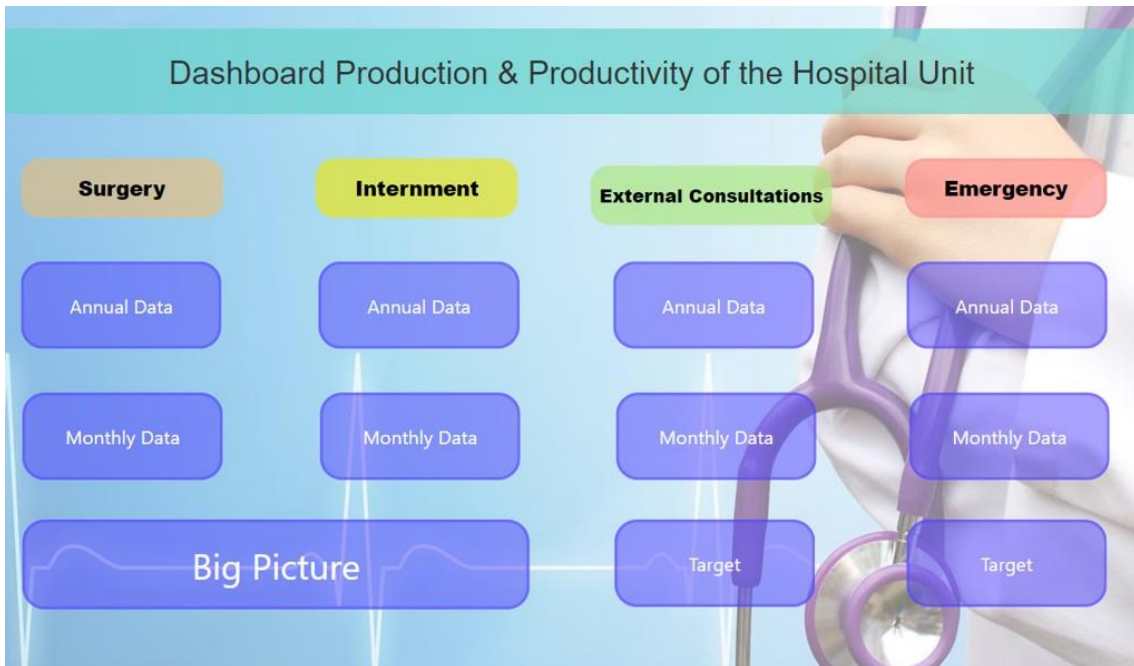 Dashboard Production & Productivity of the Hospital Unit
Surgery
Internment
External Consultations
Emergency
Annual Data
Annual Data
Annual Data
Annual Data
Monthly Data
Monthly Data
Monthly Data
Monthly Data
Big Picture
Target
Target